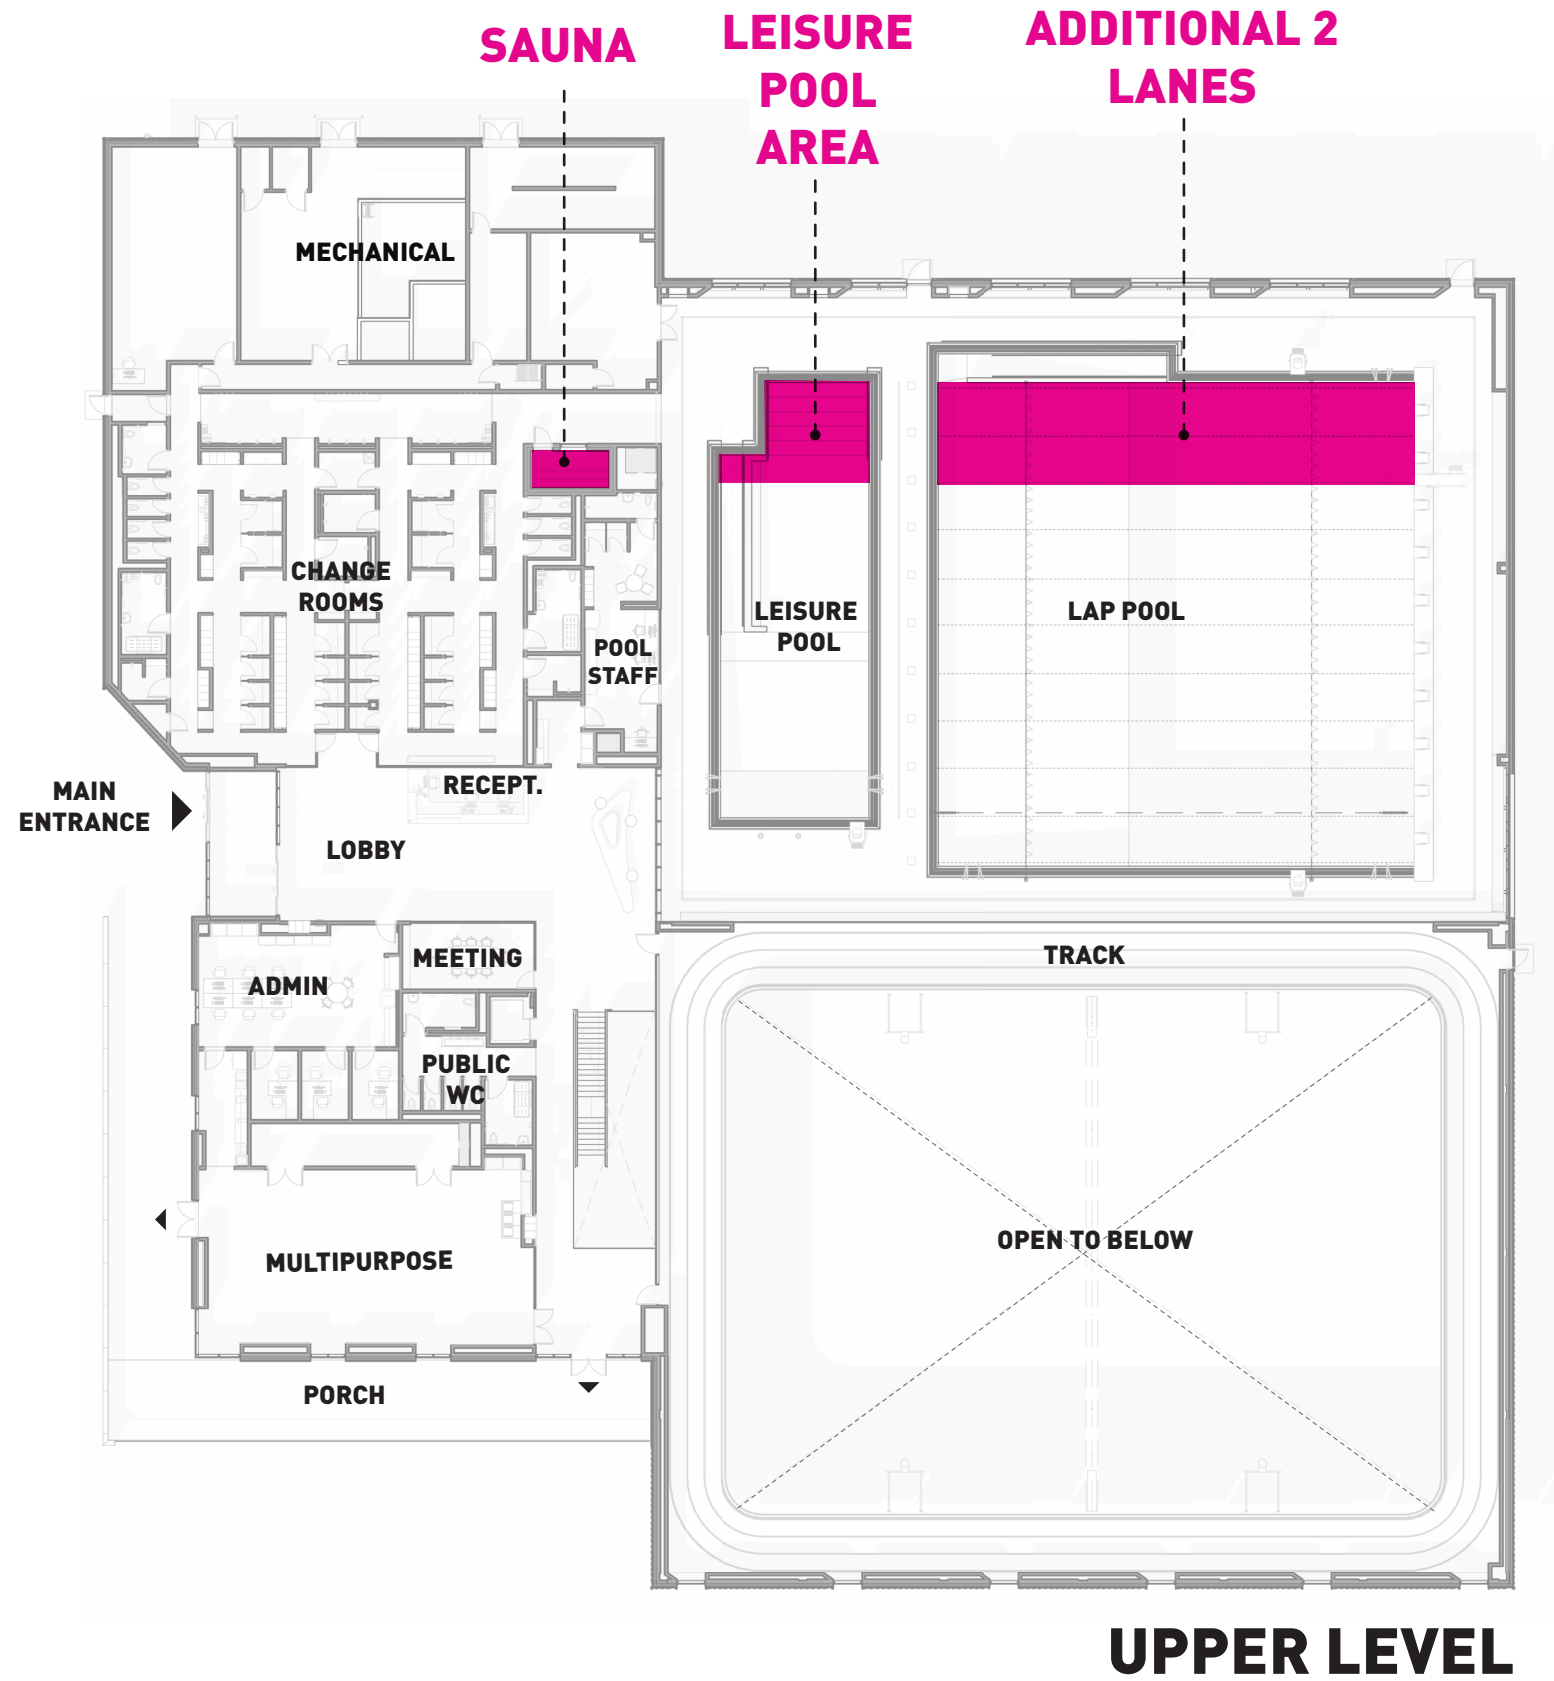 SAUNA
LEISURE
POOL
AREA
ADDITIONAL 2
LANES
MECHANICAL
CHANGE
ROOMS
POOL
STAFF
LEISURE
POOL
LAP POOL
MAIN
ENTRANCE
RECEPT.
LOBBY
MEETING
ADMIN
PUBLIC
WC
TRACK
OPEN TO BELOW
MULTIPURPOSE
PORCH
UPPER LEVEL